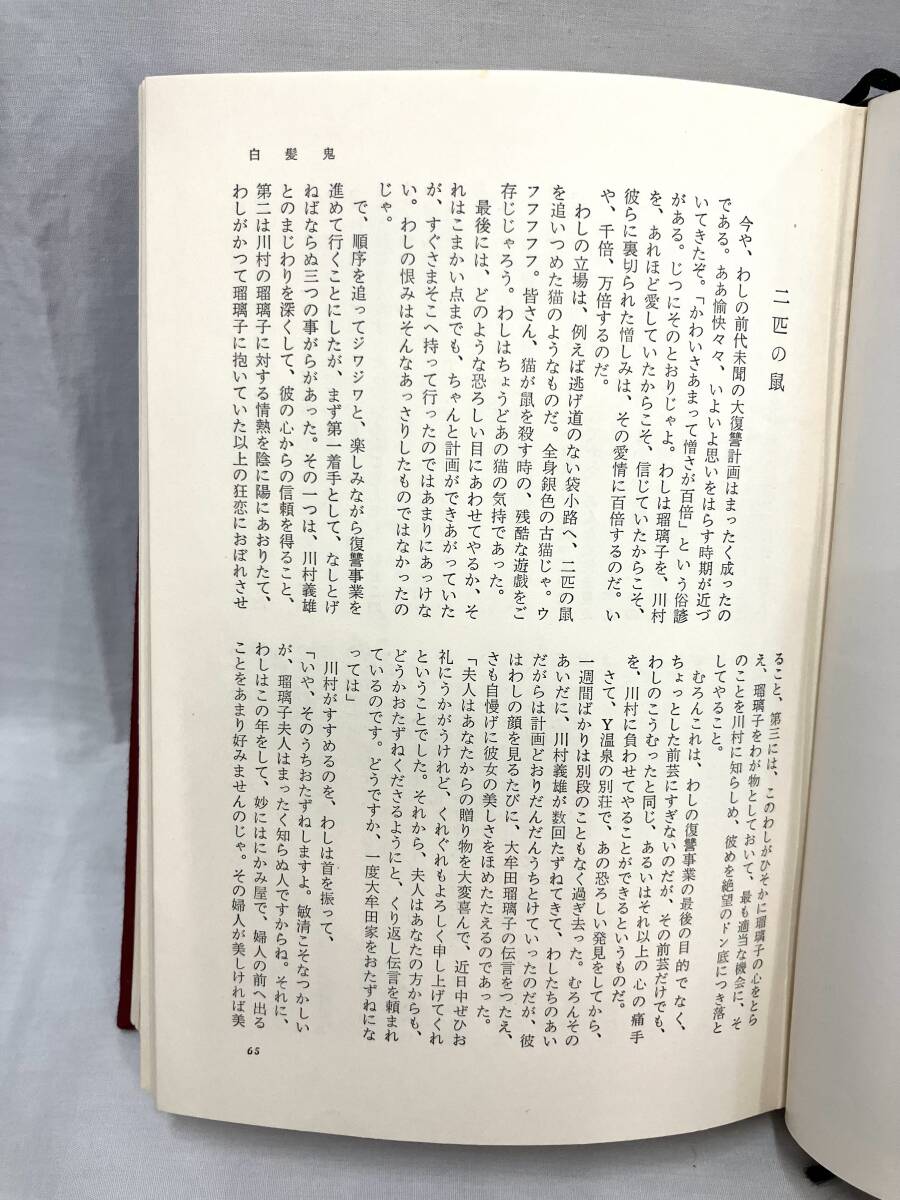 白髪鬼
二匹の鼠
今や、わしの前代未聞の大復讐計画はまったく成ったの
である。ああ愉快々々、いよいよ思いをはらす時期が近づ
いてきたぞ。「かわいさあまって憎さが百倍」という俗諺
がある。じつにそのとおりじゃよ。わしは瑠璃子を、川村
を、あれほど愛していたからこそ、信じていたからこそ、
彼らに裏切られた憎しみは、その愛情に百倍するのだ。い
や、千倍、万倍するのだ。
わしの立場は、例えば逃げ道のない袋小路へ、二匹の鼠
を追いつめた猫のようなものだ。全身銀色の古猫じゃ。ウ
フフフフフ。皆さん、猫が鼠を殺す時の、残酷な遊戯をご
存じじゃろう。わしはちょうどあの猫の気持であった。
最後には、どのような恐ろしい目にあわせてやるか、そ
れはこまかい点までも、ちゃんと計画ができあがっていた
が、すぐさまそこへ持って行ったのではあまりにあっけな
い。わしの恨みはそんなあっさりしたものではなかったの
じゃ。
で、順序を追ってジワジワと、楽しみながら復讐事業を
進めて行くことにしたが、まず第一着手として、なしとげ
ねばならぬ三つの事がらがあった。その一つは、川村義雄
とのまじわりを深くして、彼の心からの信頼を得ること、
第二は川村の瑠璃子に対する情熱を陰に陽にあおりたて、
わしがかつて瑠璃子に抱いていた以上の狂恋におぼれさせ
ること、第三には、このわしがひそかに瑠璃子の心をとら
え、瑠璃子をわが物としておいて、最も適当な機会に、そ
のことを川村に知らしめ、彼めを絶望のドン底につき落と
してやること。
むろんこれは、わしの復讐事業の最後の目的でなく、
ちょっとした前芸にすぎないのだが、その前芸だけでも、
わしのこうむったと同じ、あるいはそれ以上の心の痛手
を、川村に負わせてやることができるというものだ。
さて、Y温泉の別荘で、あの恐ろしい発見をしてから、
一週間ばかりは別段のこともなく過ぎ去った。むろんその
あいだに、川村義雄が数回たずねてきて、わしたちのあい
だがらは計画どおりだんだんうちとけていったのだが、彼
はわしの顔を見るたびに、大牟田瑠璃子の伝言をつたえ、
さも自慢げに彼女の美しさをほめたたえるのであった。
「夫人はあなたからの贈り物を大変喜んで、近日中ぜひお
礼にうかがうけれど、くれぐれもよろしく申し上げてくれ
ということでした。それから、夫人はあなたの方からも、
どうかおたずねくださるようにと、くり返し伝言を頼まれ
ているのです。どうですか、一度大牟田家をおたずねにな
っては」
川村がすすめるのを、わしは首を振って、
「いや、そのうちおたずねしますよ。敏清こそなつかしい
が、瑠璃子夫人はまったく知らぬ人ですからね。それに、
わしはこの年をして、妙にはにかみ屋で、婦人の前へ出る
ことをあまり好みませんのじゃ。その婦人が美しければ美
65